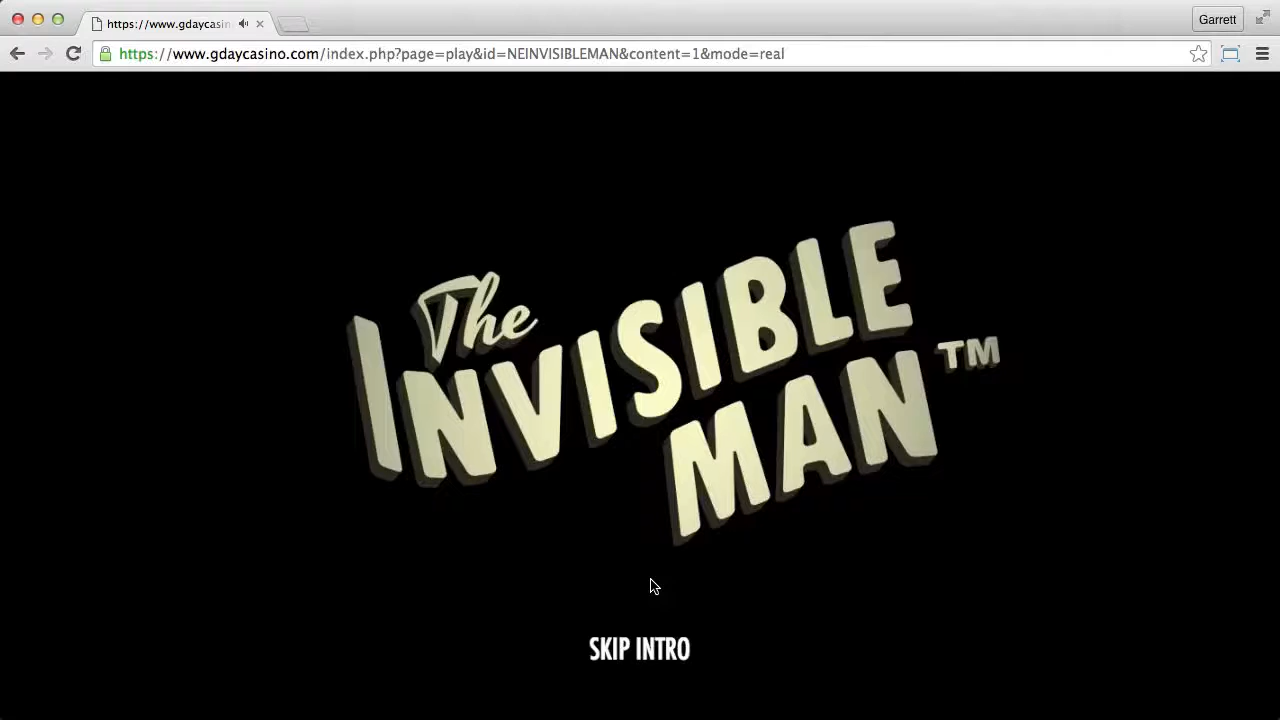 https://www.gdaycasin
Garrett
https://www.gdaycasino.com/index.php?page=play&id=NEINVISIBLEMAN&content=1&mode=real
The
INVISIBLE
MAN™
SKIP INTRO